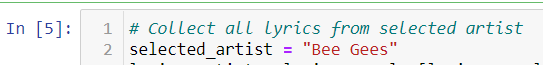 In [5]: 1 # Collect all lyrics from selected artist
2 selected_artist = "Bee Gees"